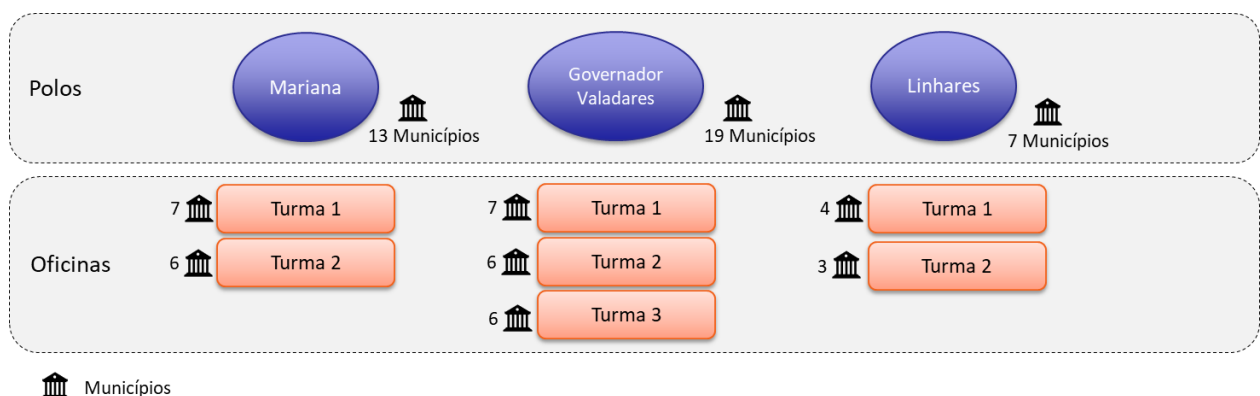 Polos
Mariana
13 Municípios
Governador
Valadares
19 Municípios
Linhares
7 Municípios
Oficinas
7 Turma 1
6 Turma 2
7 Turma 1
6 Turma 2
6 Turma 3
4 Turma 1
3 Turma 2
Municípios